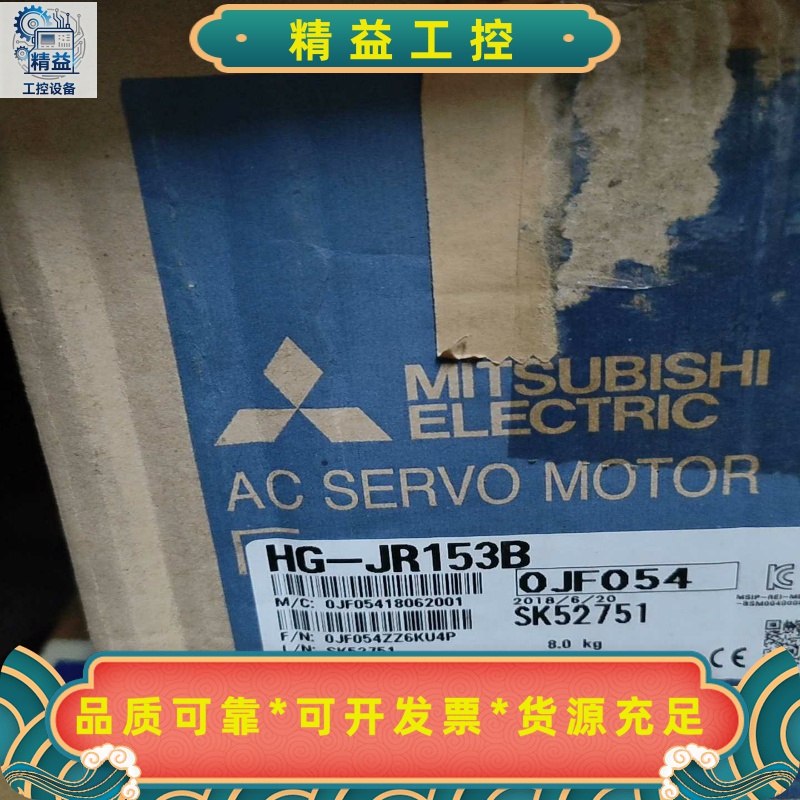 精益
工控设备
· 精益工控 ·
MITSUBISHI
ELECTRIC
AC SERVO MOTOR
HG-JR153B
0JF054
M/C: 0JF05418062001
2018/6/20
SK52751
F/N: 0JF054ZZ6KU4P
8.0 kg
L/N: SK52751
CE
品质可靠*可开发票*货源充足